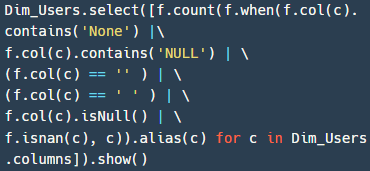 Dim_Users.select([f.count(f.when(f.col(c).
contains('None') |\
f.col(c).contains('NULL') | \
(f.col(c) == '' ) | \
(f.col(c) == ' ' ) | \
f.col(c).isNull() | \
f.isnan(c), c)).alias(c) for c in Dim_Users
.columns]).show()